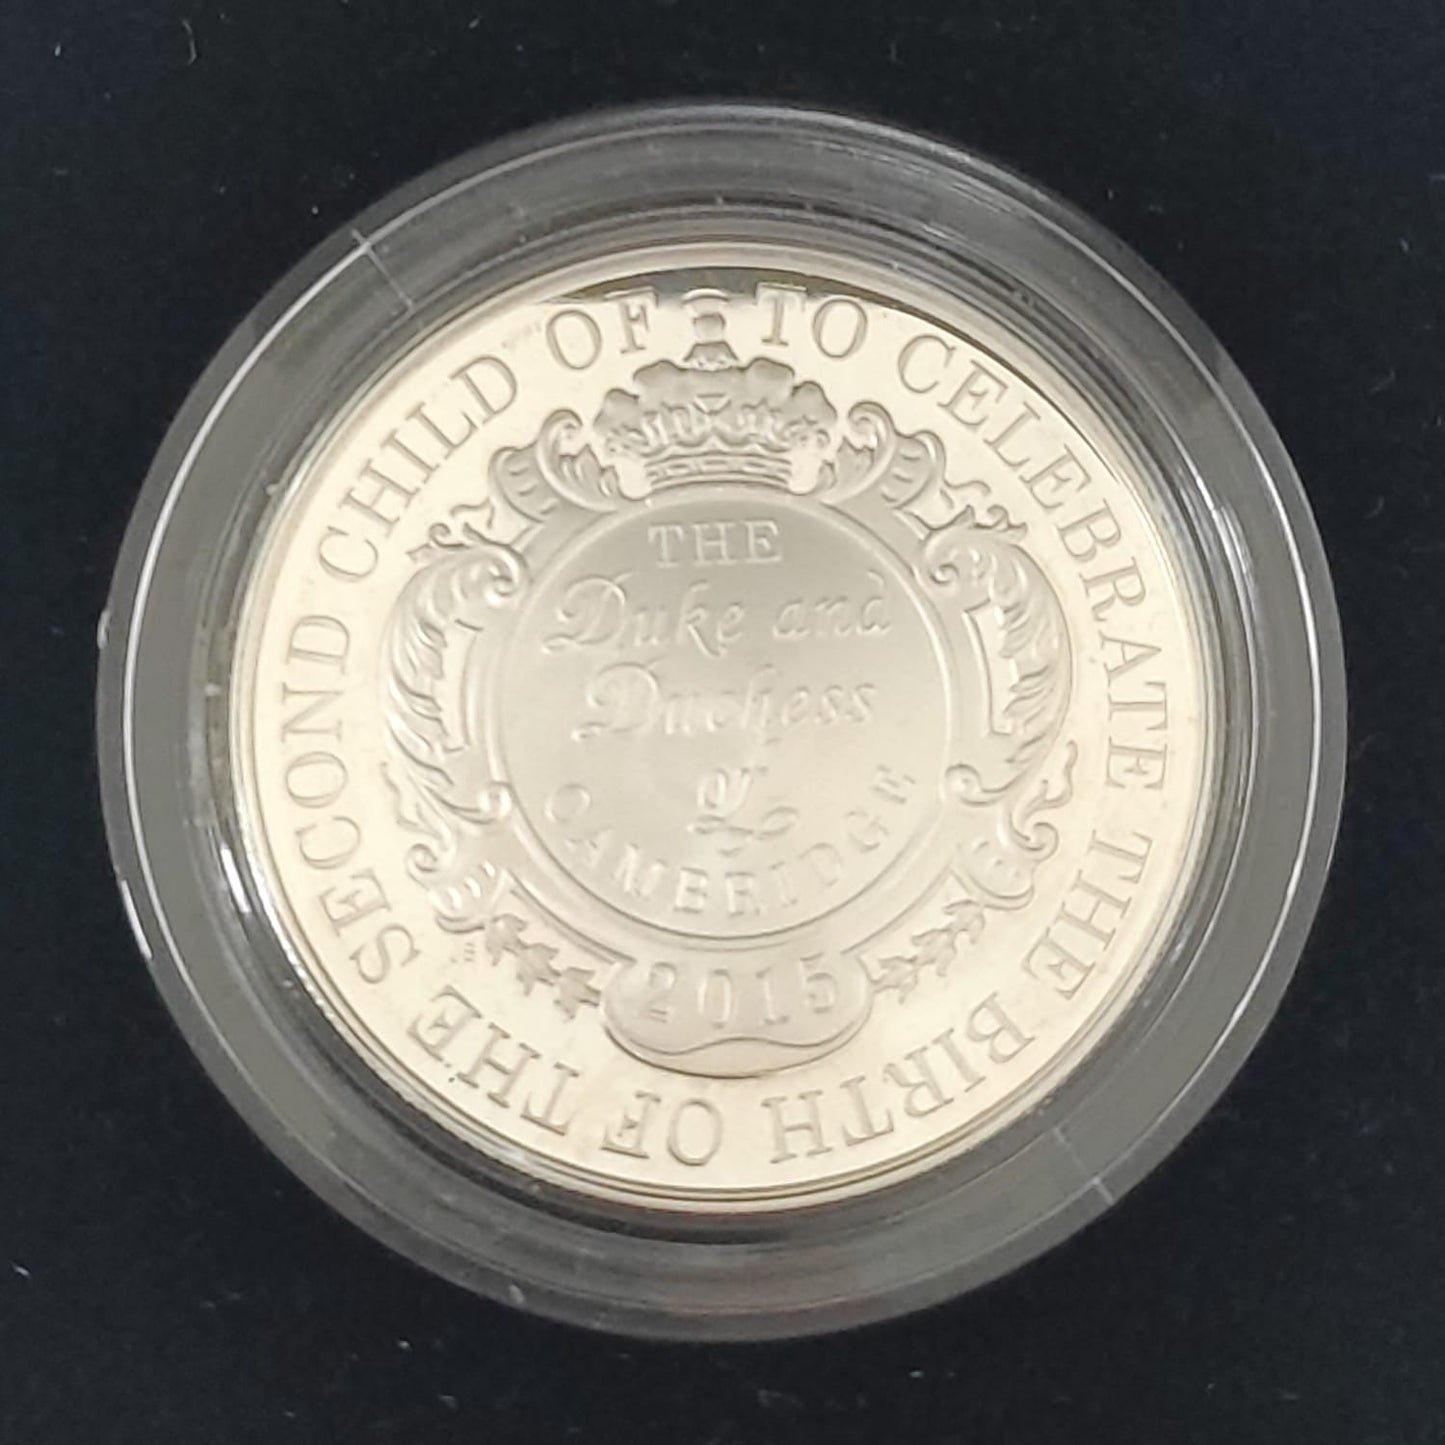 TO CELEBRATE THE BIRTH OF THE SECOND CHILD OF
THE
Duke and
Duchess
of
CAMBRIDGE
2015